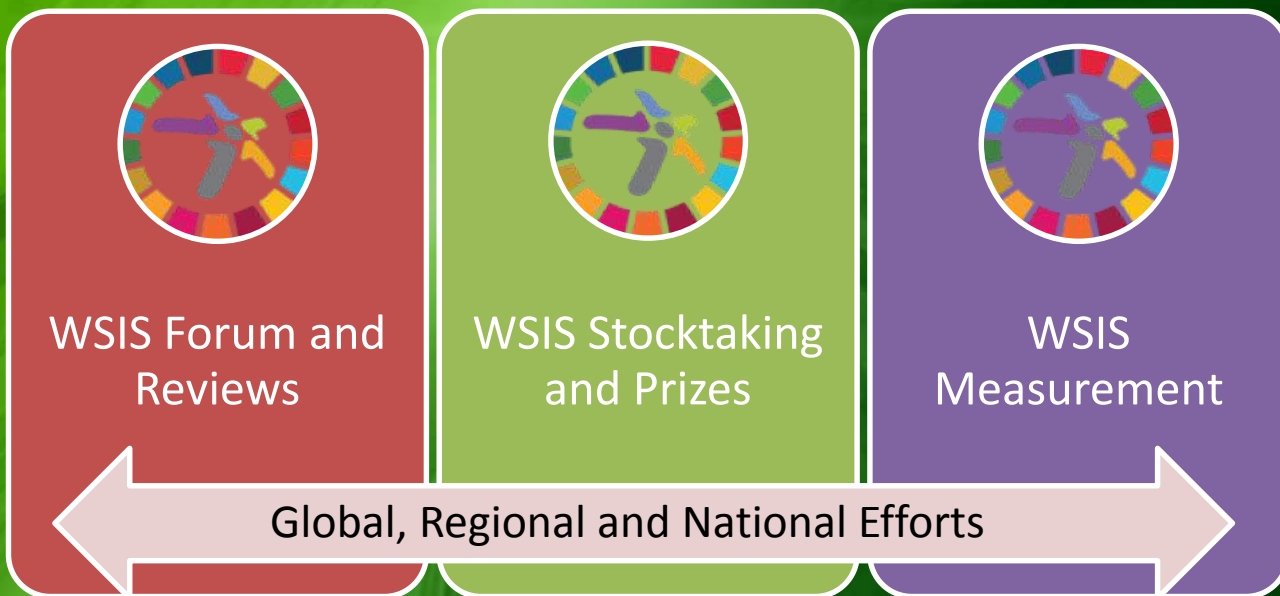 WSIS Forum and
Reviews
WSIS Stocktaking
and Prizes
WSIS
Measurement
Global, Regional and National Efforts